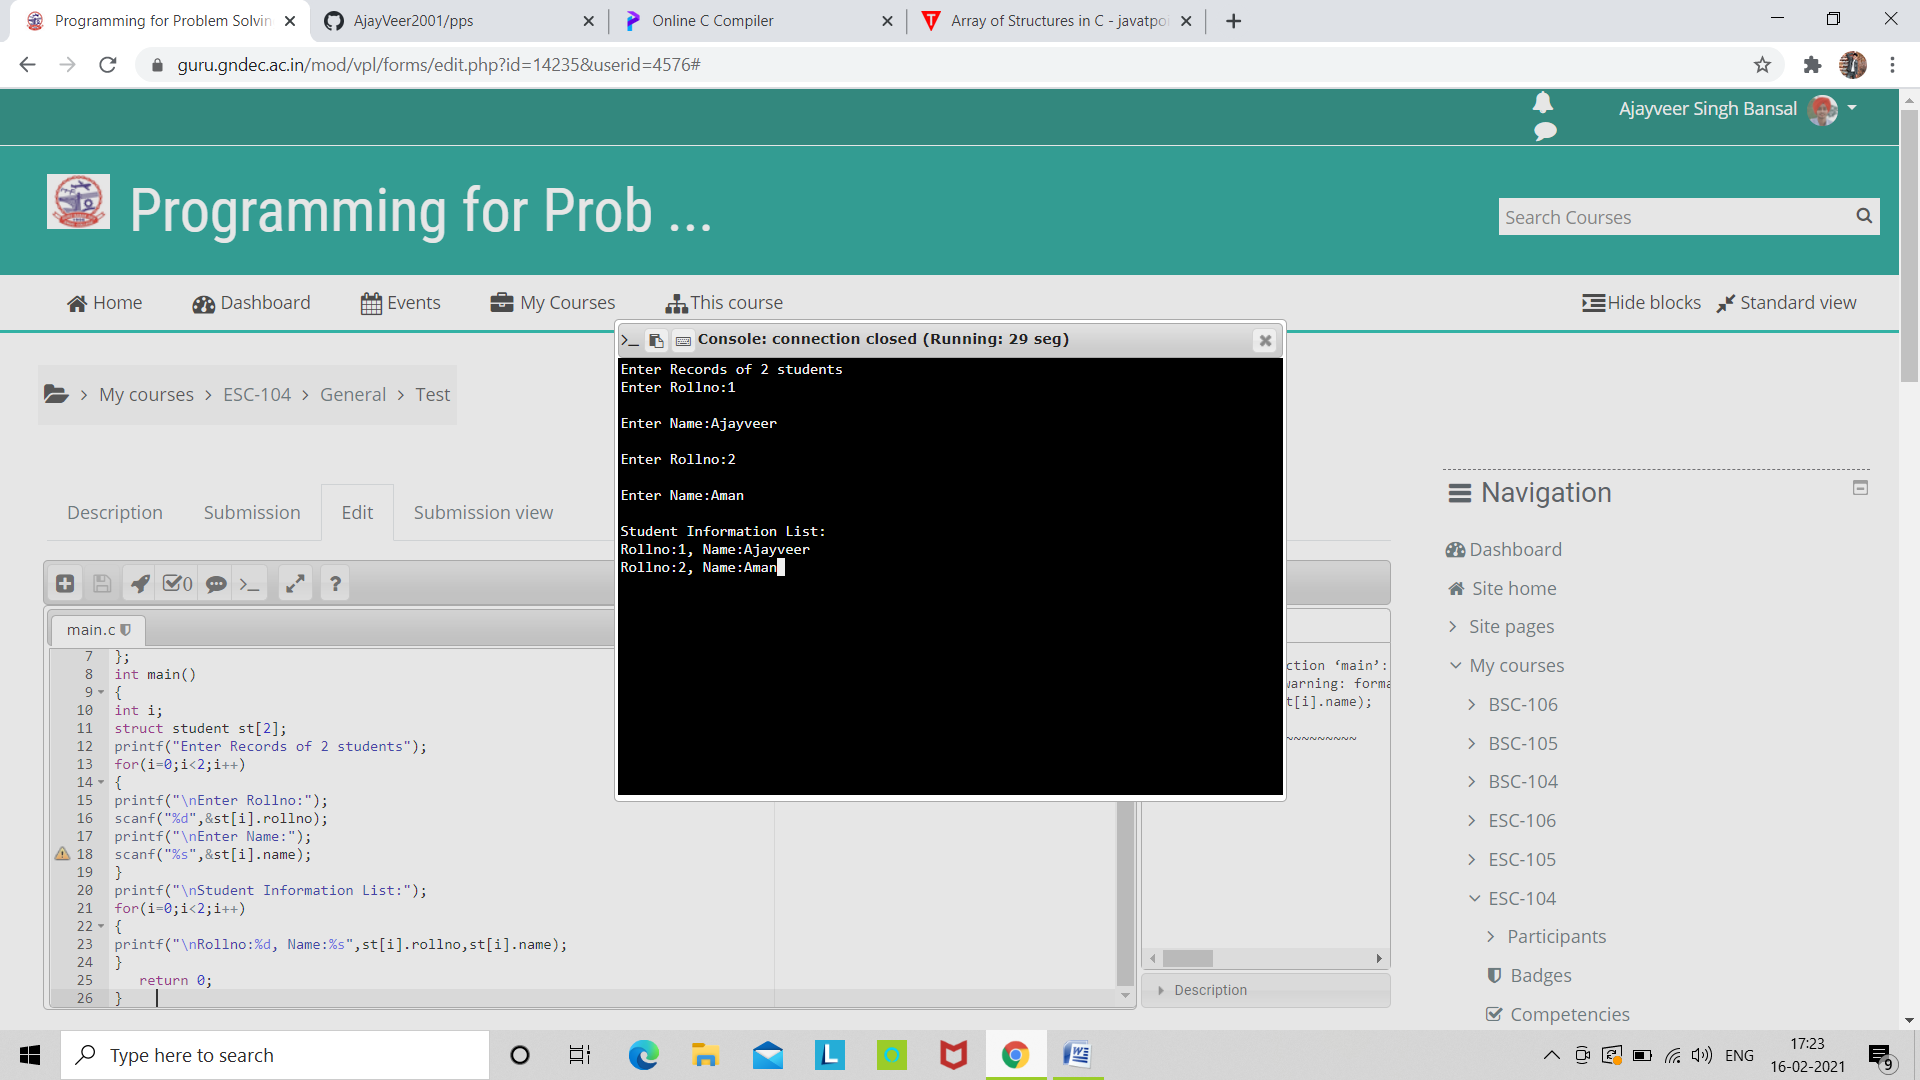 Programming for Problem Solvin
AjayVeer2001/pps
Online C Compiler
Array of Structures in C - javatpoi
guru.gndec.ac.in/mod/vpl/forms/edit.php?id=14235&userid=4576#
Ajayveer Singh Bansal
Programming for Prob ...
Search Courses
Home
Dashboard
Events
My Courses
This course
Hide blocks
Standard view
My courses
ESC-104
General
Test
Description
Submission
Edit
Submission view
0
?
main.c
7 };
8 int main()
9 {
10 int i;
11 struct student st[2];
12 printf("Enter Records of 2 students");
13 for(i=0;i<2;i++)
14 {
15 printf("\nEnter Rollno:");
16 scanf("%d",&st[i].rollno);
17 printf("\nEnter Name:");
18 scanf("%s",&st[i].name);
19 }
20 printf("\nStudent Information List:");
21 for(i=0;i<2;i++)
22 {
23 printf("\nRollno:%d, Name:%s",st[i].rollno,st[i].name);
24 }
25 return 0;
26 }
Console: connection closed (Running: 29 seg)
Enter Records of 2 students
Enter Rollno:1
Enter Name:Ajayveer
Enter Rollno:2
Enter Name:Aman
Student Information List:
Rollno:1, Name:Ajayveer
Rollno:2, Name:Aman
ction ‘main’:
warning: forma
t[i].name);
~~~~~~~~~
Description
Navigation
Dashboard
Site home
Site pages
My courses
BSC-106
BSC-105
BSC-104
ESC-106
ESC-105
ESC-104
Participants
Badges
Competencies
Type here to search
ENG
17:23
16-02-2021
9